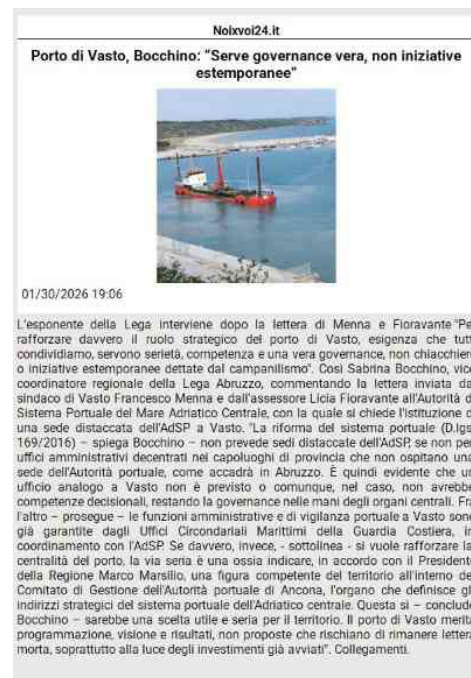 Noixvoi24.it
Porto di Vasto, Bocchino: “Serve governance vera, non iniziative
estemporanee”
01/30/2026 19:06
L'esponente della Lega interviene dopo la lettera di Menna e Fioravante "Pe
rafforzare davvero il ruolo strategico del porto di Vasto, esigenza che tutt
condividiamo, servono serietà, competenza e una vera governance, non chiacchier
o iniziative estemporanee dettate dal campanilismo". Così Sabrina Bocchino, vice
coordinatore regionale della Lega Abruzzo, commentando la lettera inviata da
sindaco di Vasto Francesco Menna e dall'assessore Licia Fioravante all'Autorità d
Sistema Portuale del Mare Adriatico Centrale, con la quale si chiede l'istituzione d
una sede distaccata dell'AdSP a Vasto. "La riforma del sistema portuale (D.lgs
169/2016) – spiega Bocchino – non prevede sedi distaccate dell'AdSP, se non pe
uffici amministrativi decentrati nei capoluoghi di provincia che non ospitano una
sede dell'Autorità portuale, come accadrà in Abruzzo. È quindi evidente che un
ufficio analogo a Vasto non è previsto o comunque, nel caso, non avrebbe
competenze decisionali, restando la governance nelle mani degli organi centrali. Fra
l'altro – prosegue – le funzioni amministrative e di vigilanza portuale a Vasto sono
già garantite dagli Uffici Circondariali Marittimi della Guardia Costiera, in
coordinamento con l'AdSP. Se davvero, invece, - sottolinea - si vuole rafforzare la
centralità del porto, la via seria è una ossia indicare, in accordo con il Presidente
della Regione Marco Marsilio, una figura competente del territorio all'interno de
Comitato di Gestione dell'Autorità portuale di Ancona, l'organo che definisce gl
indirizzi strategici del sistema portuale dell'Adriatico centrale. Questa sì – conclude
Bocchino – sarebbe una scelta utile e seria per il territorio. Il porto di Vasto merita
programmazione, visione e risultati, non proposte che rischiano di rimanere lettera
morta, soprattutto alla luce degli investimenti già avviati". Collegamenti.